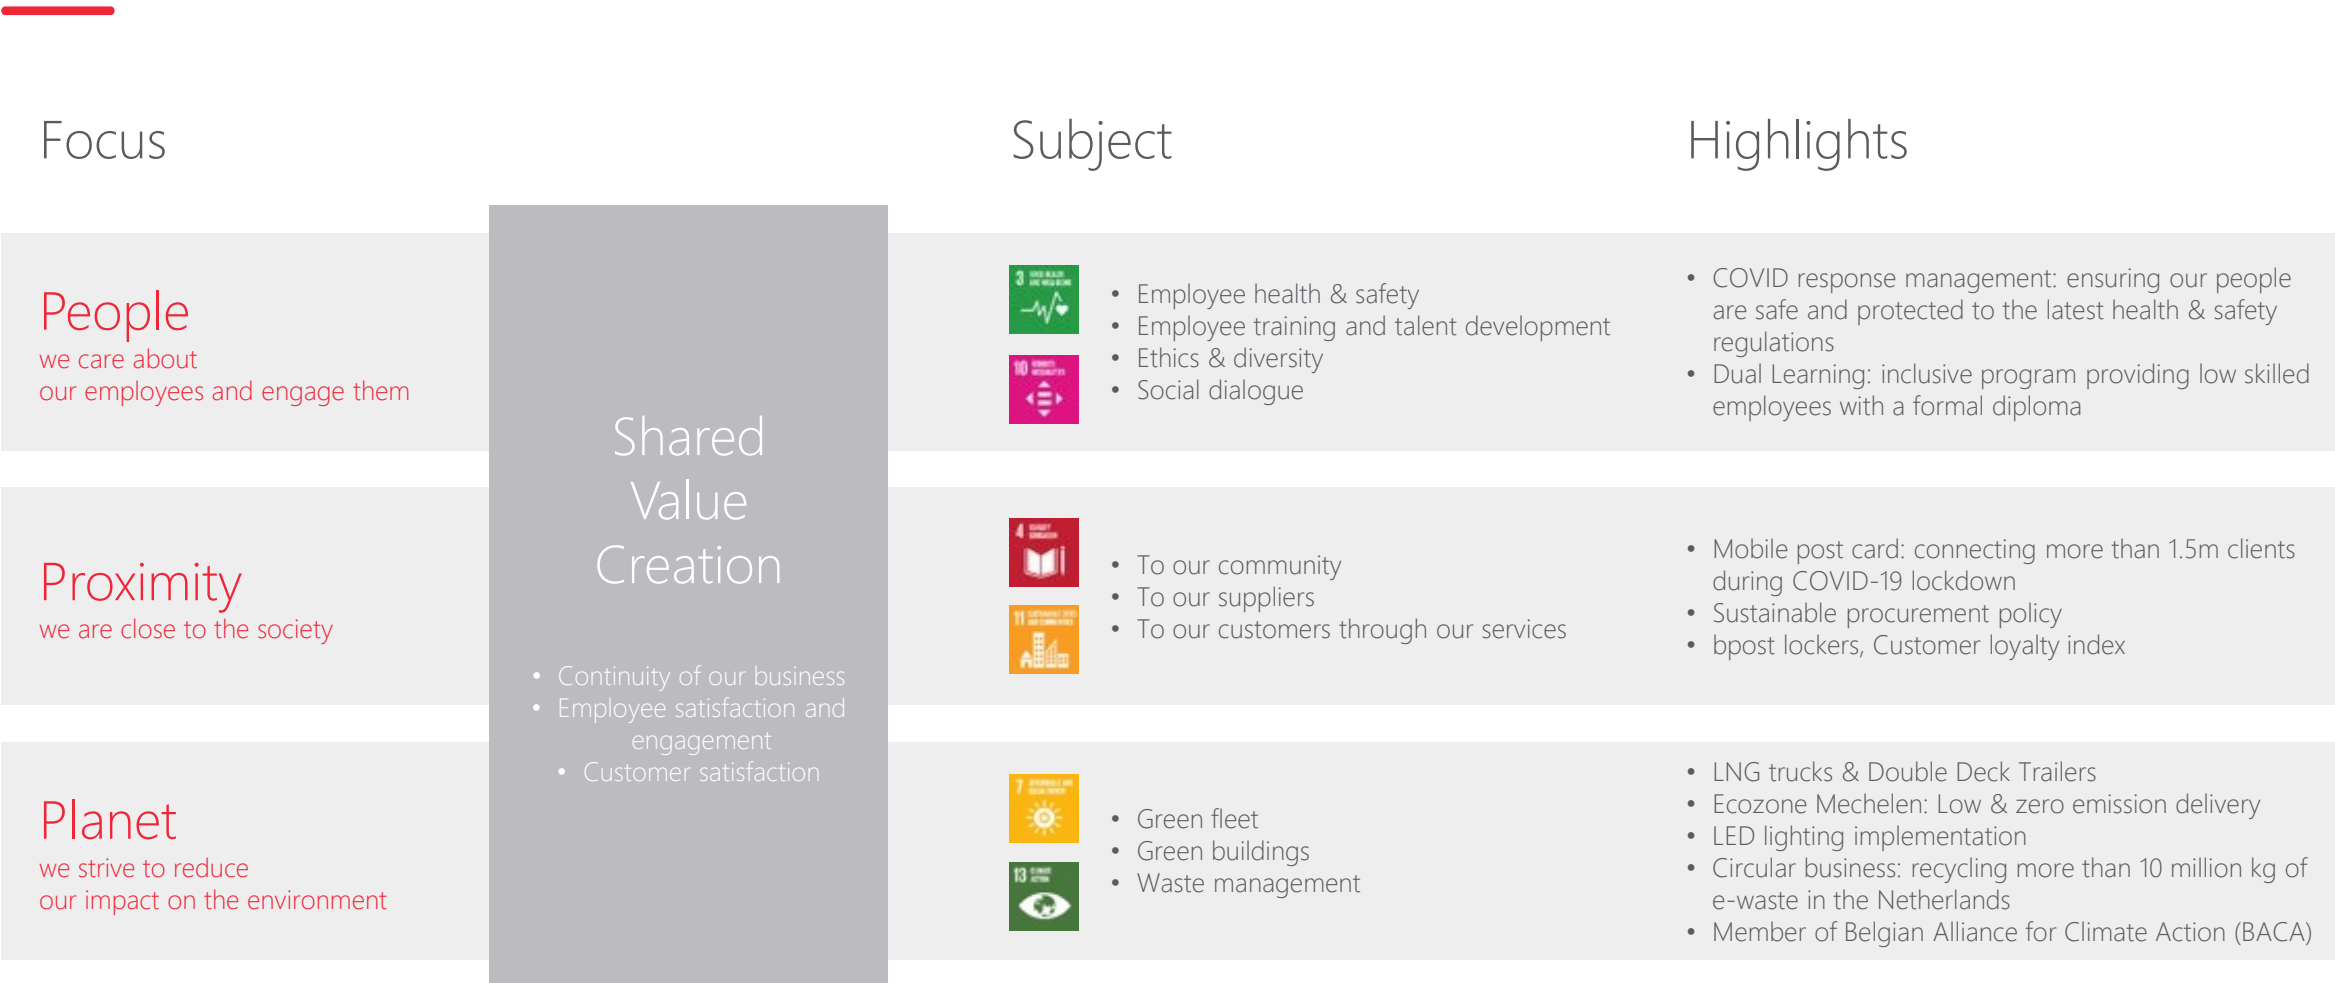 Focus
Subject
Highlights
People
we care about
our employees and engage them
Shared
Value
Creation
• Continuity of our business
• Employee satisfaction and
engagement
• Customer satisfaction
3
10
• Employee health & safety
• Employee training and talent development
• Ethics & diversity
• Social dialogue
• COVID response management: ensuring our people
are safe and protected to the latest health & safety
regulations
• Dual Learning: inclusive program providing low skilled
employees with a formal diploma
Proximity
we are close to the society
4
11
• To our community
• To our suppliers
• To our customers through our services
• Mobile post card: connecting more than 1.5m clients
during COVID-19 lockdown
• Sustainable procurement policy
• bpost lockers, Customer loyalty index
Planet
we strive to reduce
our impact on the environment
7
13 CLIMATE
ACTION
• Green fleet
• Green buildings
• Waste management
• LNG trucks & Double Deck Trailers
• Ecozone Mechelen: Low & zero emission delivery
• LED lighting implementation
• Circular business: recycling more than 10 million kg of
e-waste in the Netherlands
• Member of Belgian Alliance for Climate Action (BACA)